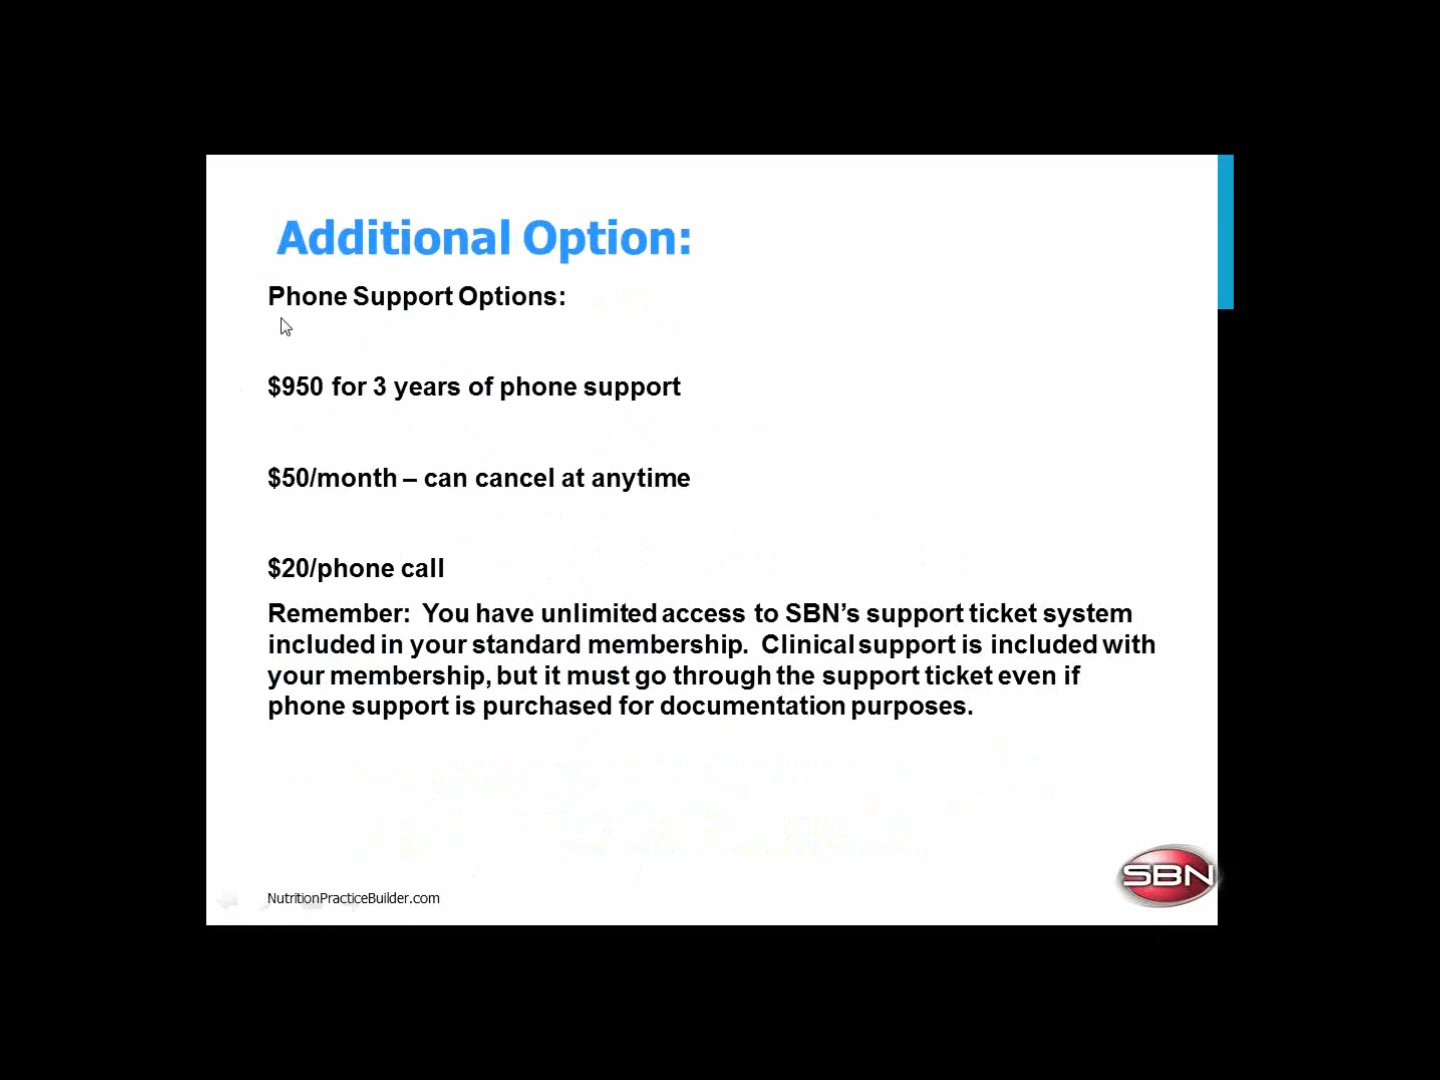 Additional Option:
Phone Support Options:
$950 for 3 years of phone support
$50/month – can cancel at anytime
$20/phone call
Remember:  You have unlimited access to SBN’s support ticket system
included in your standard membership.  Clinical support is included with
your membership, but it must go through the support ticket even if
phone support is purchased for documentation purposes.
NutritionPracticeBuilder.com
SBN